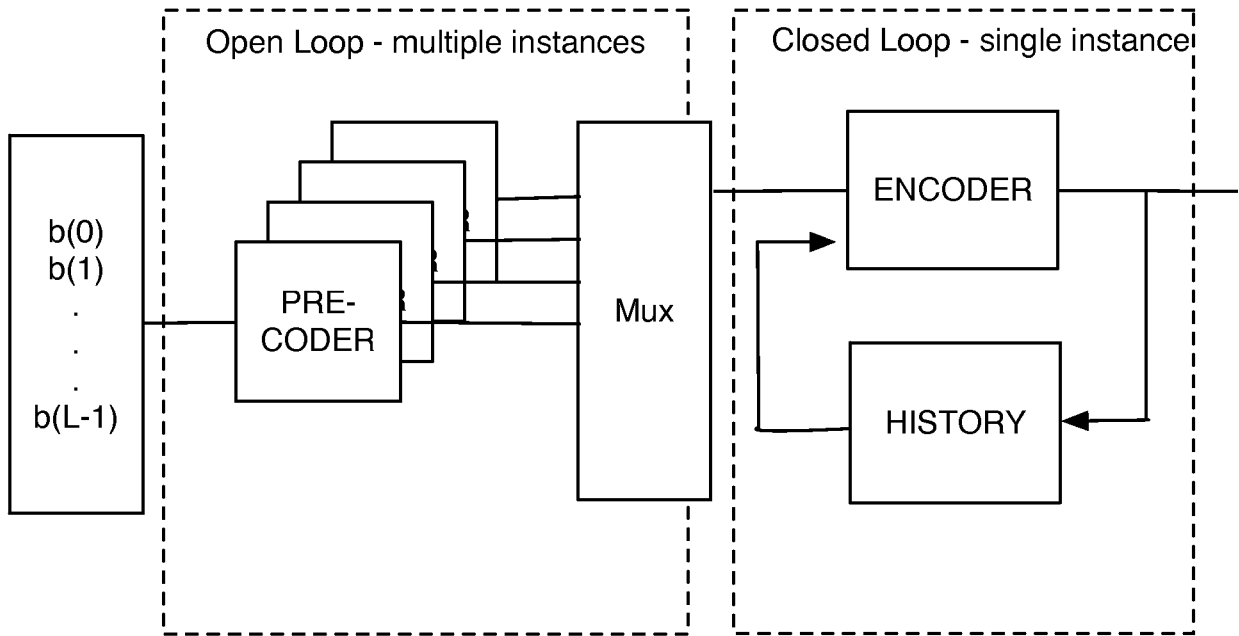 Open Loop - multiple instances
Closed Loop - single instance
b(0)
b(1)
.
.
.
b(L-1)
PRE-
CODER
R
R
R
Mux
ENCODER
HISTORY